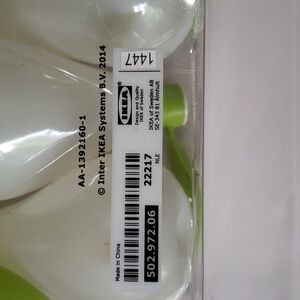 AA-1392160-1
© Inter IKEA Systems B.V. 2014
1447
IKEA
Design and Quality
IKEA of Sweden
IKEA of Sweden AB
SE-343 81 Älmhult
22217
NLE
Made in China
502.972.06